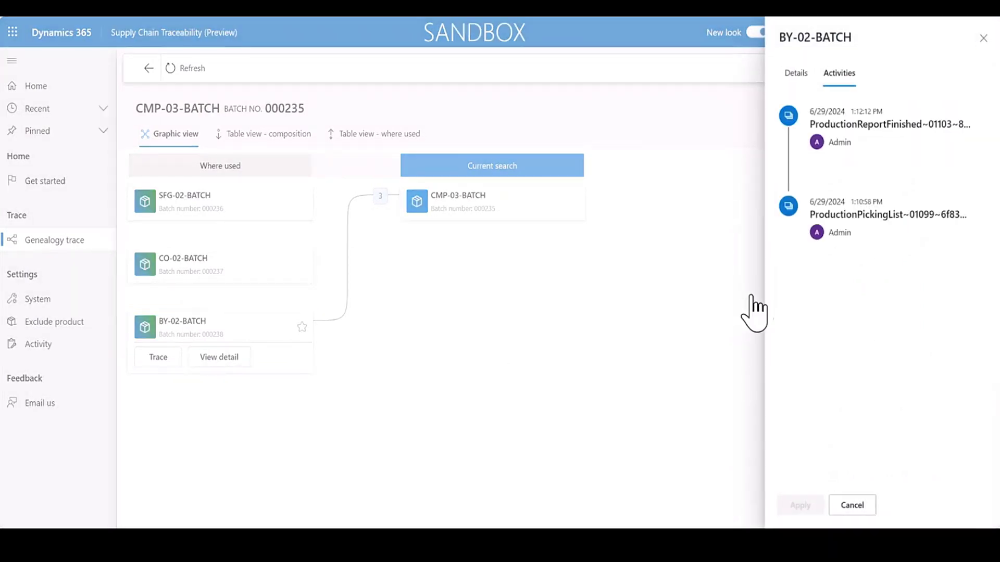 Dynamics 365
Supply Chain Traceability (Preview)
SANDBOX
New look
Refresh
Home
Recent
Pinned
Home
Get started
Trace
Genealogy trace
Settings
System
Exclude product
Activity
Feedback
Email us
CMP-03-BATCH BATCH NO. 000235
Graphic view
Table view - composition
Table view - where used
Where used
Current search
SFG-02-BATCH
Batch number: 000236
3
CMP-03-BATCH
Batch number: 000235
CO-02-BATCH
Batch number: 000237
BY-02-BATCH
Batch number: 000238
Trace
View detail
BY-02-BATCH
Details
Activities
6/29/2024 1:12:12 PM
ProductionReportFinished~01103~8...
A Admin
6/29/2024 1:10:58 PM
ProductionPickingList~01099~6f83...
A Admin
Apply
Cancel